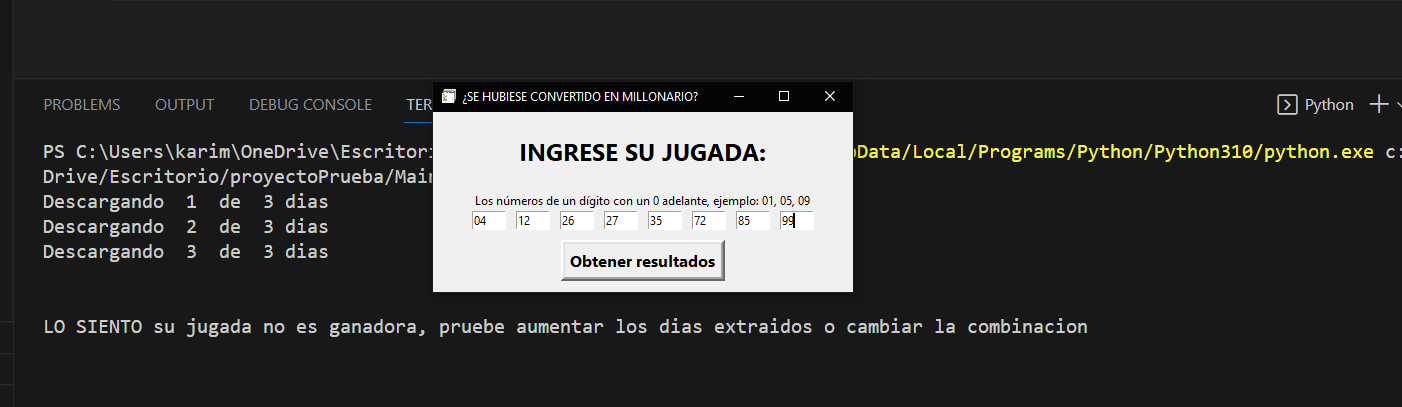 PROBLEMS OUTPUT DEBUG CONSOLE TER
Python
¿SE HUBIESE CONVERTIDO EN MILLONARIO?
INGRESE SU JUGADA:
Los números de un dígito con un 0 adelante, ejemplo: 01, 05, 09
04 12 26 27 35 72 85 99
Obtener resultados
PS C:\Users\karim\OneDrive\Escritori pData/Local/Programs/Python/Python310/python.exe c:
Drive/Escritorio/proyectoPrueba/Mai
Descargando 1 de 3 dias
Descargando 2 de 3 dias
Descargando 3 de 3 dias
LO SIENTO su jugada no es ganadora, pruebe aumentar los dias extraidos o cambiar la combinacion